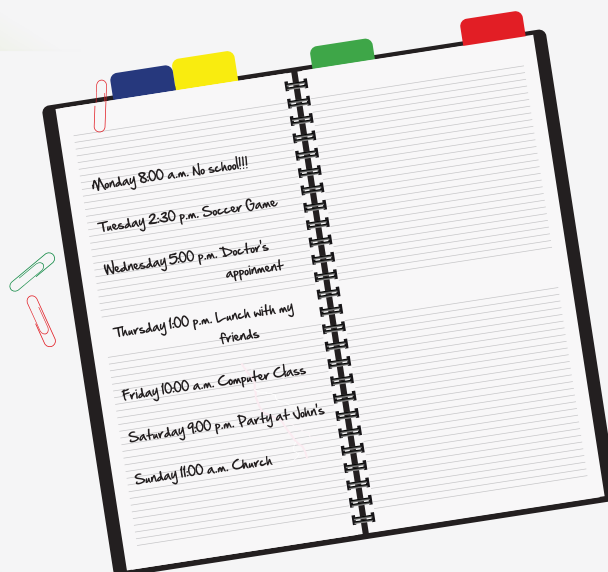 Monday 8:00 a.m. No school!!!
Tuesday 2:30 p.m. Soccer Game
Wednesday 5:00 p.m. Doctor's
appoinment
Thursday 1:00 p.m. Lunch with my
friends
Friday 10:00 a.m. Computer Class
Saturday 9:00 p.m. Party at John's
Sunday 11:00 a.m. Church